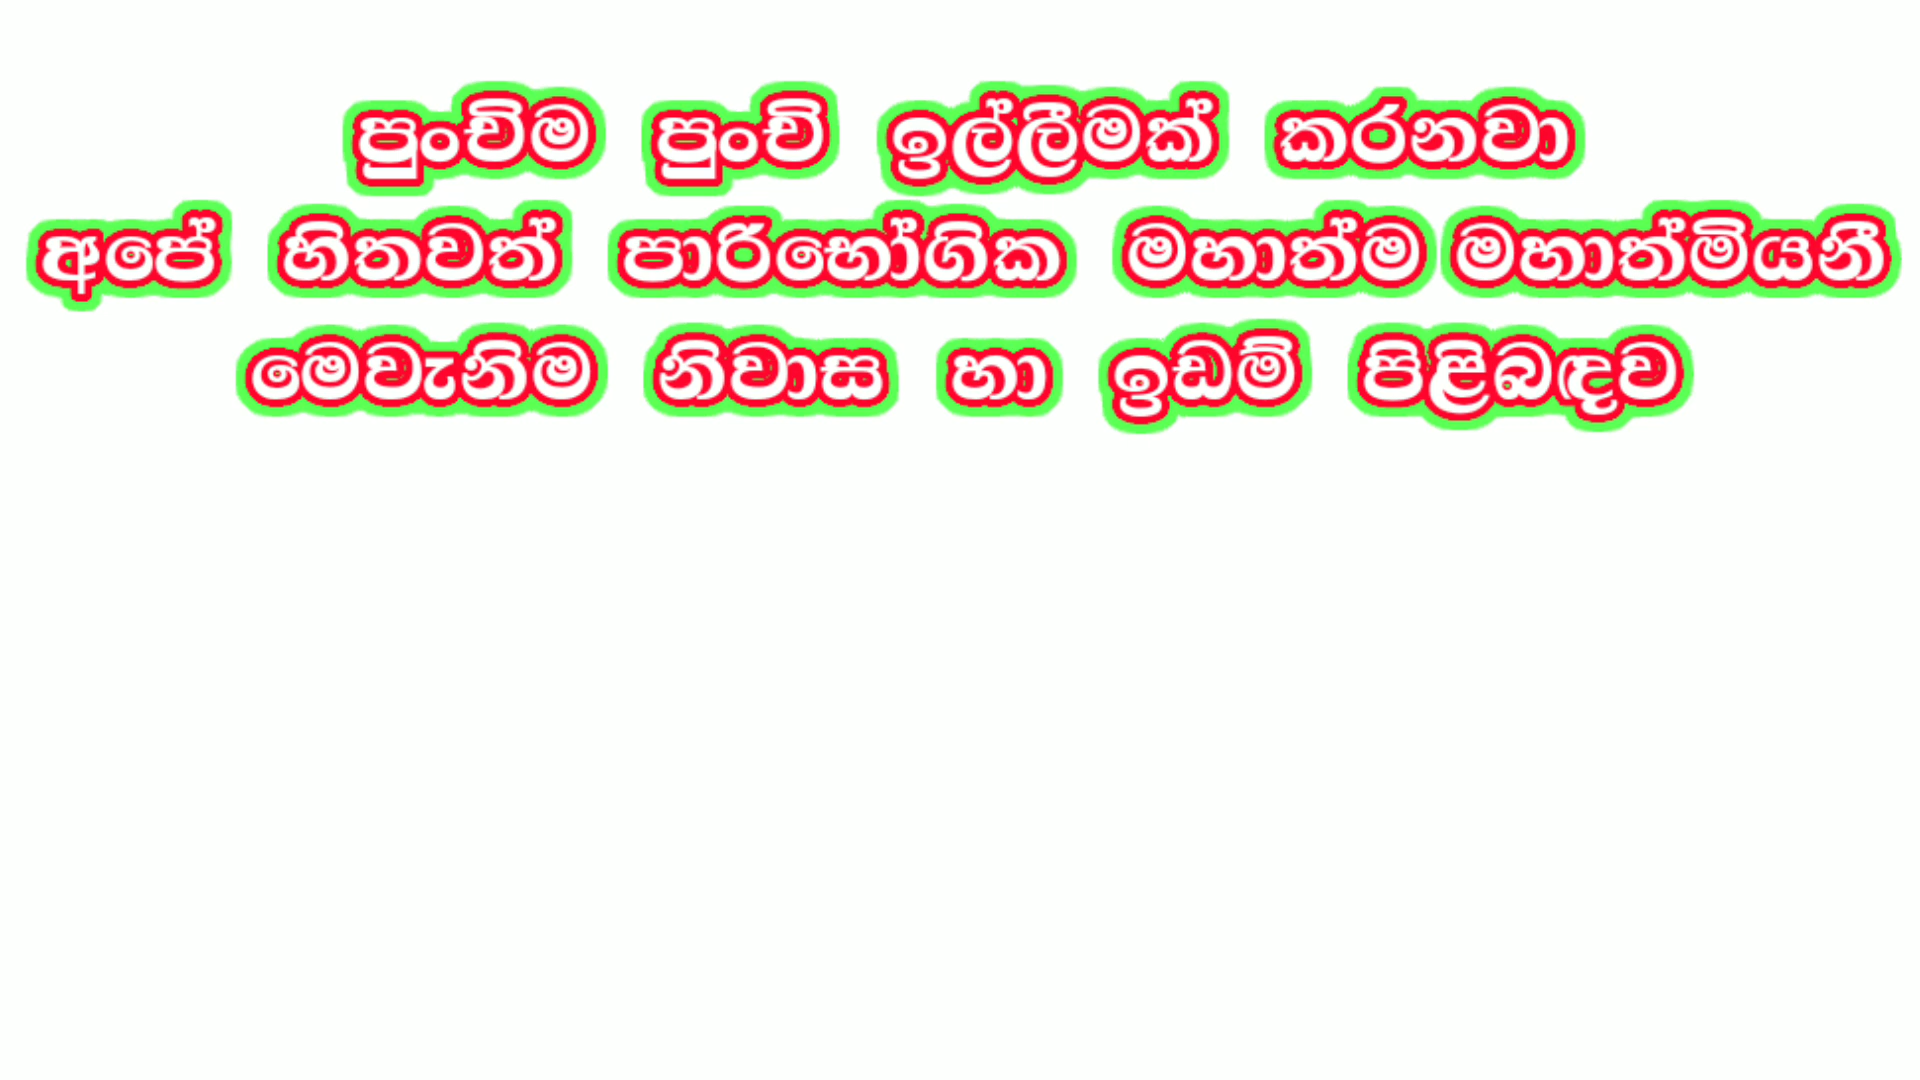 පුංචිම පුංචි ඉල්ලීමක් කරනවා
අපේ හිතවත් පාරිභෝගික මහාත්ම මහාත්මියනී
මෙවැනිම නිවාස හා ඉඩම් පිළිබඳව